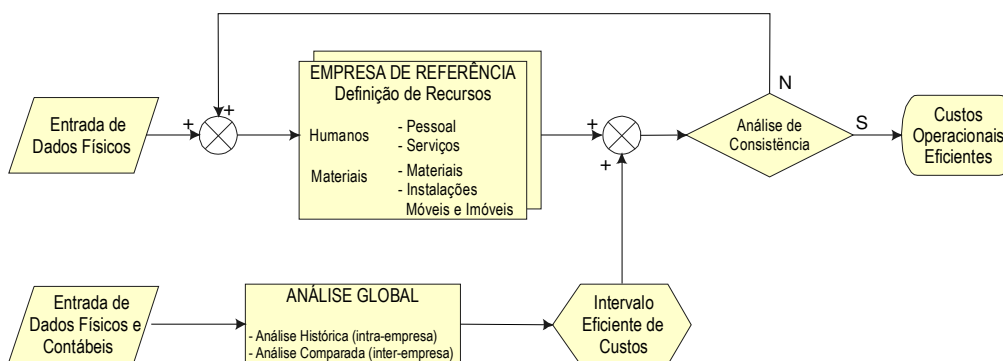 N
EMPRESA DE REFERÊNCIA
Definição de Recursos
Humanos
- Pessoal
- Serviços
Materiais
- Materiais
- Instalações
Móveis e Imóveis
Entrada de
Dados Físicos
+
+
+
+
Análise de
Consistência
S
Custos
Operacionais
Eficientes
Entrada de
Dados Físicos e
Contábeis
ANÁLISE GLOBAL
- Análise Histórica (intra-empresa)
- Análise Comparada (inter-empresa)
Intervalo
Eficiente de
Custos